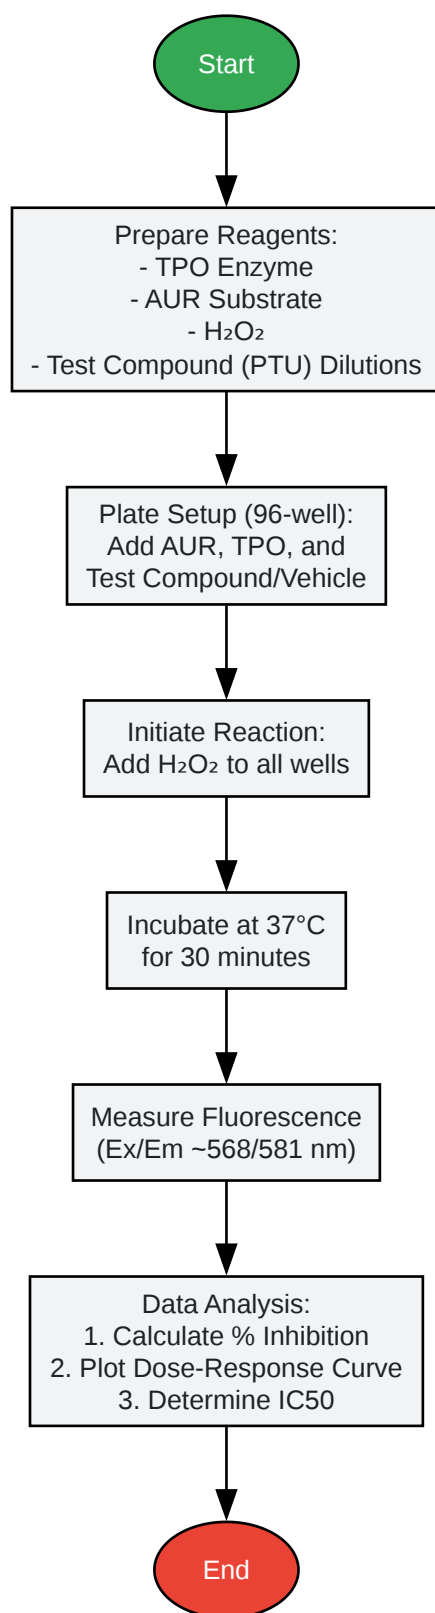 Start
Prepare Reagents:
- TPO Enzyme
- AUR Substrate
- H₂O₂
- Test Compound (PTU) Dilutions
Plate Setup (96-well):
Add AUR, TPO, and
Test Compound/Vehicle
Initiate Reaction:
Add H₂O₂ to all wells
Incubate at 37°C
for 30 minutes
Measure Fluorescence
(Ex/Em ~568/581 nm)
Data Analysis:
1. Calculate % Inhibition
2. Plot Dose-Response Curve
3. Determine IC50
End